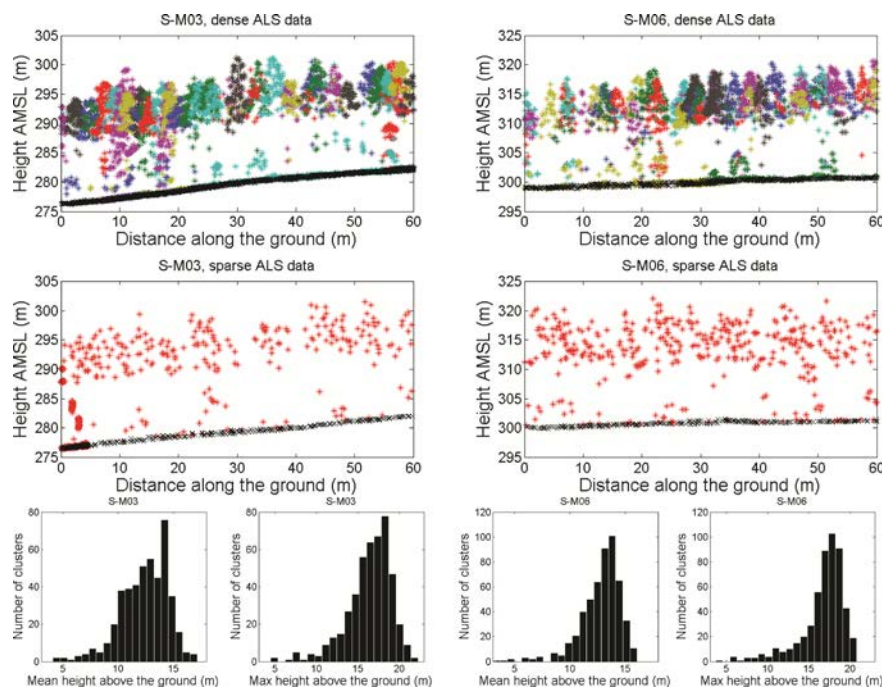 S-M03, dense ALS data
305
300
295
290
285
280
275
Height AMSL (m)
0 10 20 30 40 50 60
Distance along the ground (m)
S-M06, dense ALS data
325
320
315
310
305
300
295
Height AMSL (m)
0 10 20 30 40 50 60
Distance along the ground (m)
S-M03, sparse ALS data
305
300
295
290
285
280
275
Height AMSL (m)
0 10 20 30 40 50 60
Distance along the ground (m)
S-M06, sparse ALS data
325
320
315
310
305
300
295
Height AMSL (m)
0 10 20 30 40 50 60
Distance along the ground (m)
S-M03
80
60
40
20
0
Number of clusters
5 10 15
Mean height above the ground (m)
S-M03
80
60
40
20
0
Number of clusters
5 10 15 20
Max height above the ground (m)
S-M06
120
100
80
60
40
20
0
Number of clusters
5 10 15
Mean height above the ground (m)
S-M06
120
100
80
60
40
20
0
Number of clusters
5 10 15 20
Max height above the ground (m)